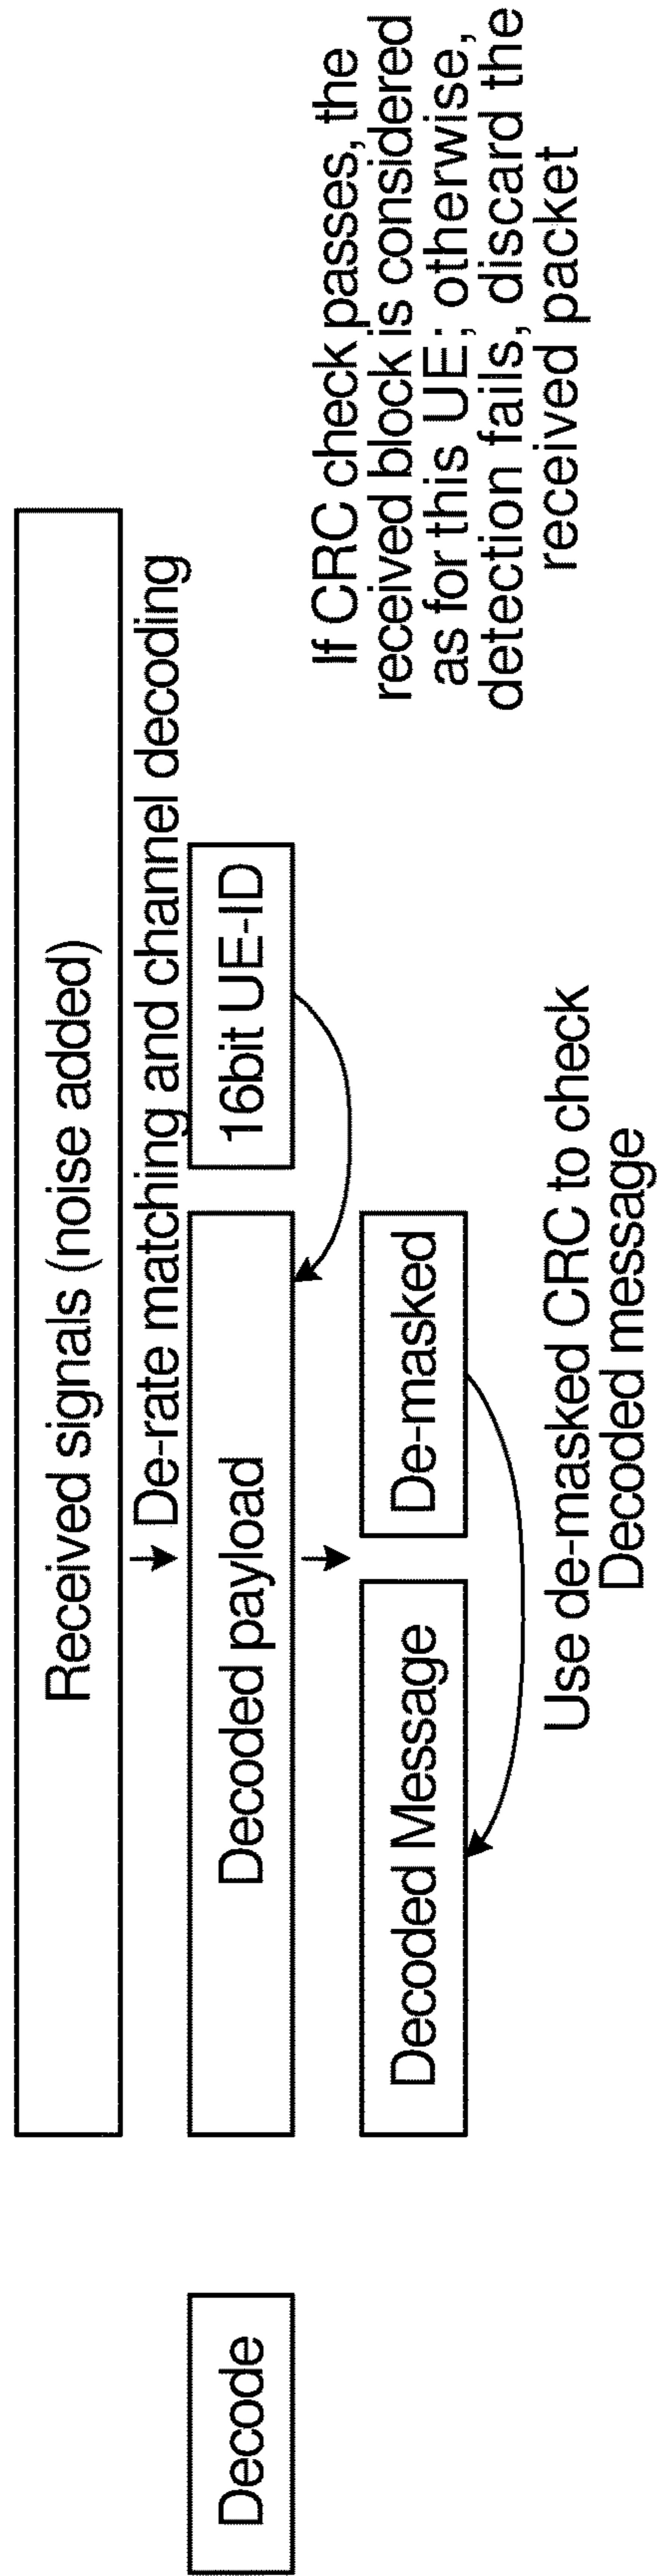 Received signals (noise added)
De-rate matching and channel decoding
Decode
Decoded payload
16bit UE-ID
Decoded Message
De-masked
If CRC check passes, the
received block is considered
as for this UE; otherwise,
detection fails, discard the
received packet
Use de-masked CRC to check
Decoded message